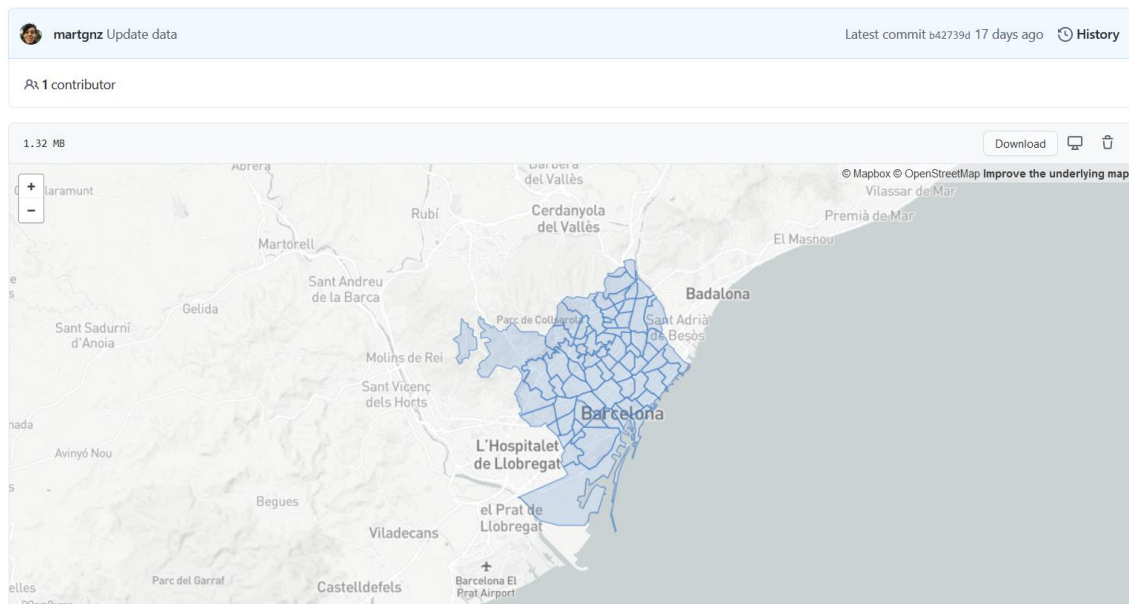 martgnz Update data
Latest commit b42739d 17 days ago History
1 contributor
1.32 MB
Download
© Mapbox © OpenStreetMap Improve the underlying map
+
−
Abrera
del Vallès
Vilassar de Mar
Rubí
Cerdanyola
del Vallès
Premià de Mar
Martorell
El Masnou
Sant Andreu
de la Barca
Badalona
Gelida
Parc de Collserola
Sant Adrià
de Besòs
Sant Sadurní
d'Anoia
Molins de Rei
Sant Vicenç
dels Horts
Barcelona
L'Hospitalet
de Llobregat
Avinyó Nou
Begues
el Prat de
Llobregat
Viladecans
Parc del Garraf
Castelldefels
Barcelona El
Prat Airport